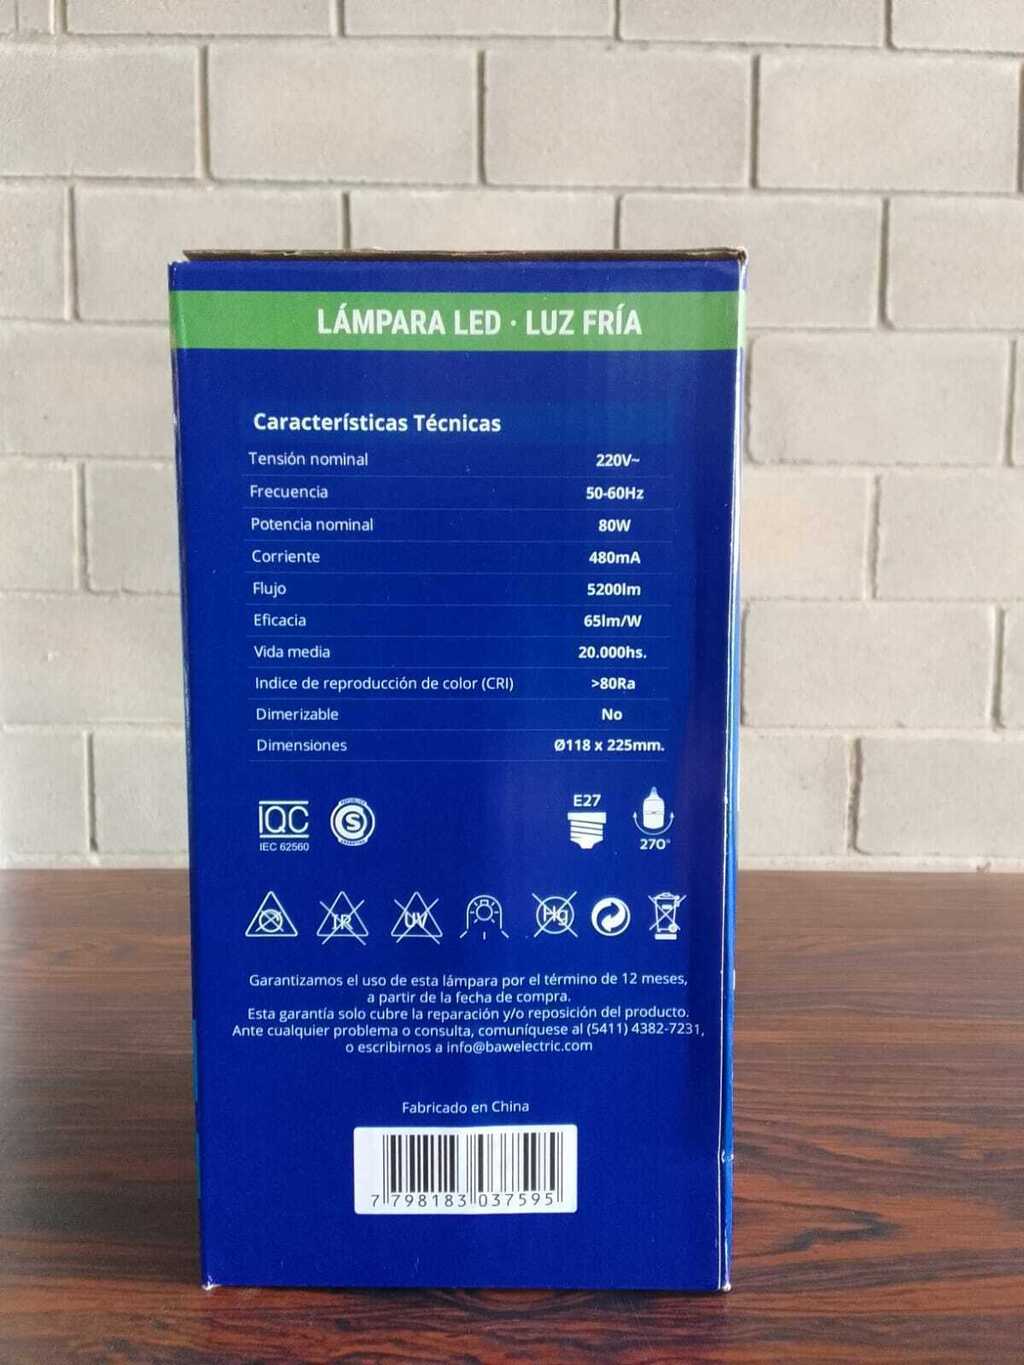 LÁMPARA LED · LUZ FRÍA
Características Técnicas
Tensión nominal 220V~
Frecuencia 50-60Hz
Potencia nominal 80W
Corriente 480mA
Flujo 5200lm
Eficacia 65lm/W
Vida media 20.000hs.
Indice de reproducción de color (CRI) >80Ra
Dimerizable No
Dimensiones Ø118 x 225mm.
IQC
IEC 62560
S
E27
270°
IR
UV
Hg
Garantizamos el uso de esta lámpara por el término de 12 meses,
a partir de la fecha de compra.
Esta garantía solo cubre la reparación y/o reposición del producto.
Ante cualquier problema o consulta, comuníquese al (5411) 4382-7231,
o escribirnos a info@bawelectric.com
Fabricado en China
7 798183 037595